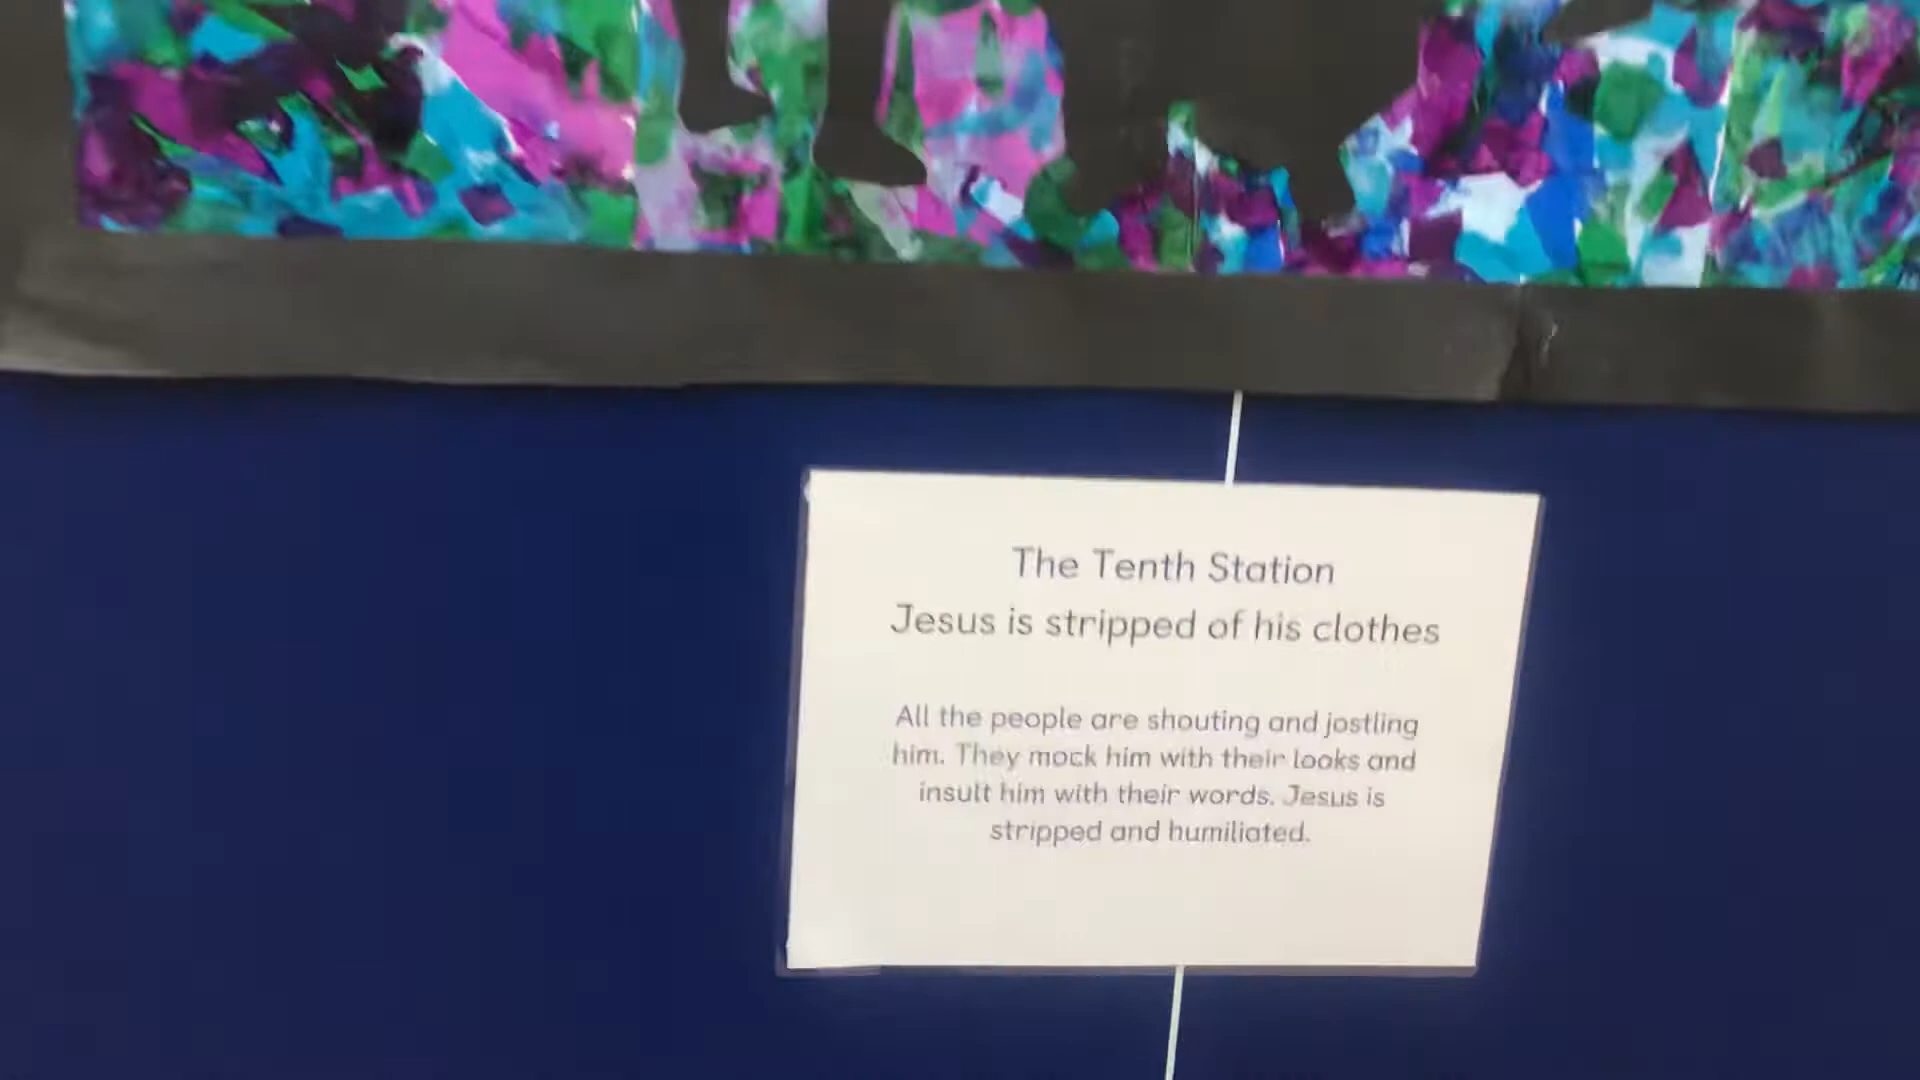 The Tenth Station
Jesus is stripped of his clothes
All the people are shouting and jostling
him. They mock him with their looks and
insult him with their words. Jesus is
stripped and humiliated.